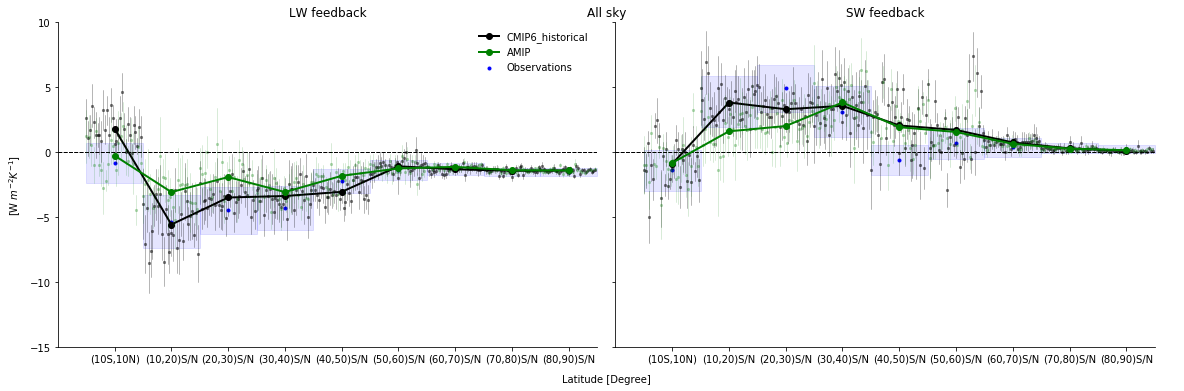 LW feedback
All sky
SW feedback
10
5
0
−5
−10
−15
[W m⁻²K⁻¹]
CMIP6_historical
AMIP
Observations
(10S,10N) (10,20)S/N (20,30)S/N (30,40)S/N (40,50)S/N (50,60)S/N (60,70)S/N (70,80)S/N (80,90)S/N
(10S,10N) (10,20)S/N (20,30)S/N (30,40)S/N (40,50)S/N (50,60)S/N (60,70)S/N (70,80)S/N (80,90)S/N
Latitude [Degree]